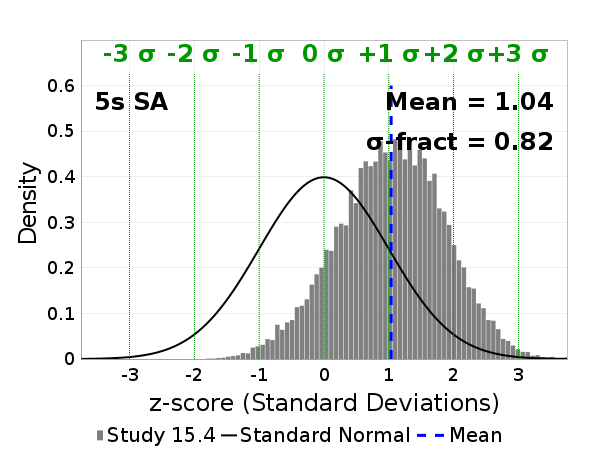 -3 σ -2 σ -1 σ 0 σ +1 σ +2 σ +3 σ
0.6
5s SA
Mean = 1.04
0.5
σ-fract = 0.82
0.4
0.3
0.2
0.1
0
Density
-3 -2 -1 0 1 2 3
z-score (Standard Deviations)
Study 15.4 Standard Normal Mean